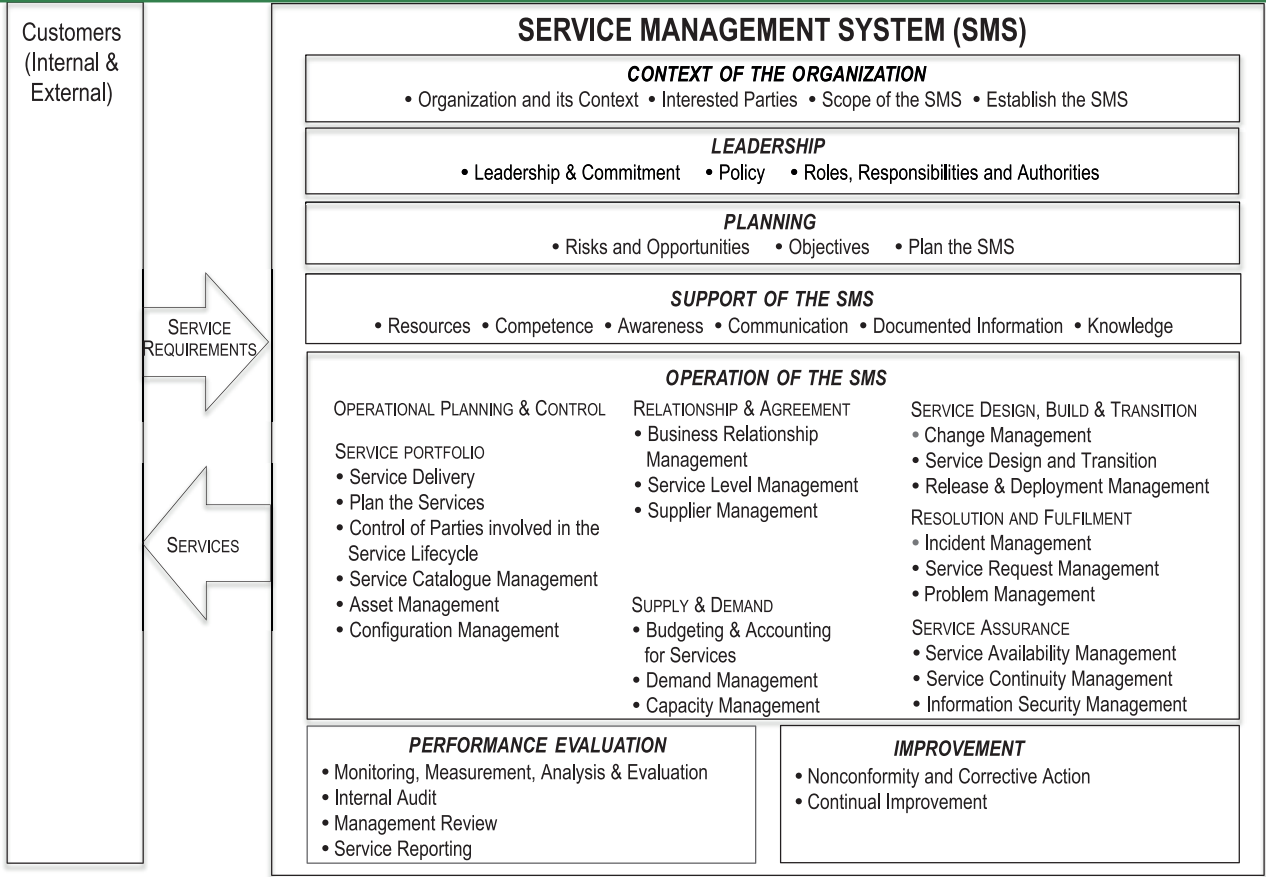 Customers
(Internal &
External)
SERVICE
REQUIREMENTS
SERVICES
SERVICE MANAGEMENT SYSTEM (SMS)
CONTEXT OF THE ORGANIZATION
• Organization and its Context • Interested Parties • Scope of the SMS • Establish the SMS
LEADERSHIP
• Leadership & Commitment • Policy • Roles, Responsibilities and Authorities
PLANNING
• Risks and Opportunities • Objectives • Plan the SMS
SUPPORT OF THE SMS
• Resources • Competence • Awareness • Communication • Documented Information • Knowledge
OPERATION OF THE SMS
OPERATIONAL PLANNING & CONTROL
SERVICE PORTFOLIO
• Service Delivery
• Plan the Services
• Control of Parties involved in the
Service Lifecycle
• Service Catalogue Management
• Asset Management
• Configuration Management
RELATIONSHIP & AGREEMENT
• Business Relationship
Management
• Service Level Management
• Supplier Management
SUPPLY & DEMAND
• Budgeting & Accounting
for Services
• Demand Management
• Capacity Management
SERVICE DESIGN, BUILD & TRANSITION
• Change Management
• Service Design and Transition
• Release & Deployment Management
RESOLUTION AND FULFILMENT
• Incident Management
• Service Request Management
• Problem Management
SERVICE ASSURANCE
• Service Availability Management
• Service Continuity Management
• Information Security Management
PERFORMANCE EVALUATION
• Monitoring, Measurement, Analysis & Evaluation
• Internal Audit
• Management Review
• Service Reporting
IMPROVEMENT
• Nonconformity and Corrective Action
• Continual Improvement